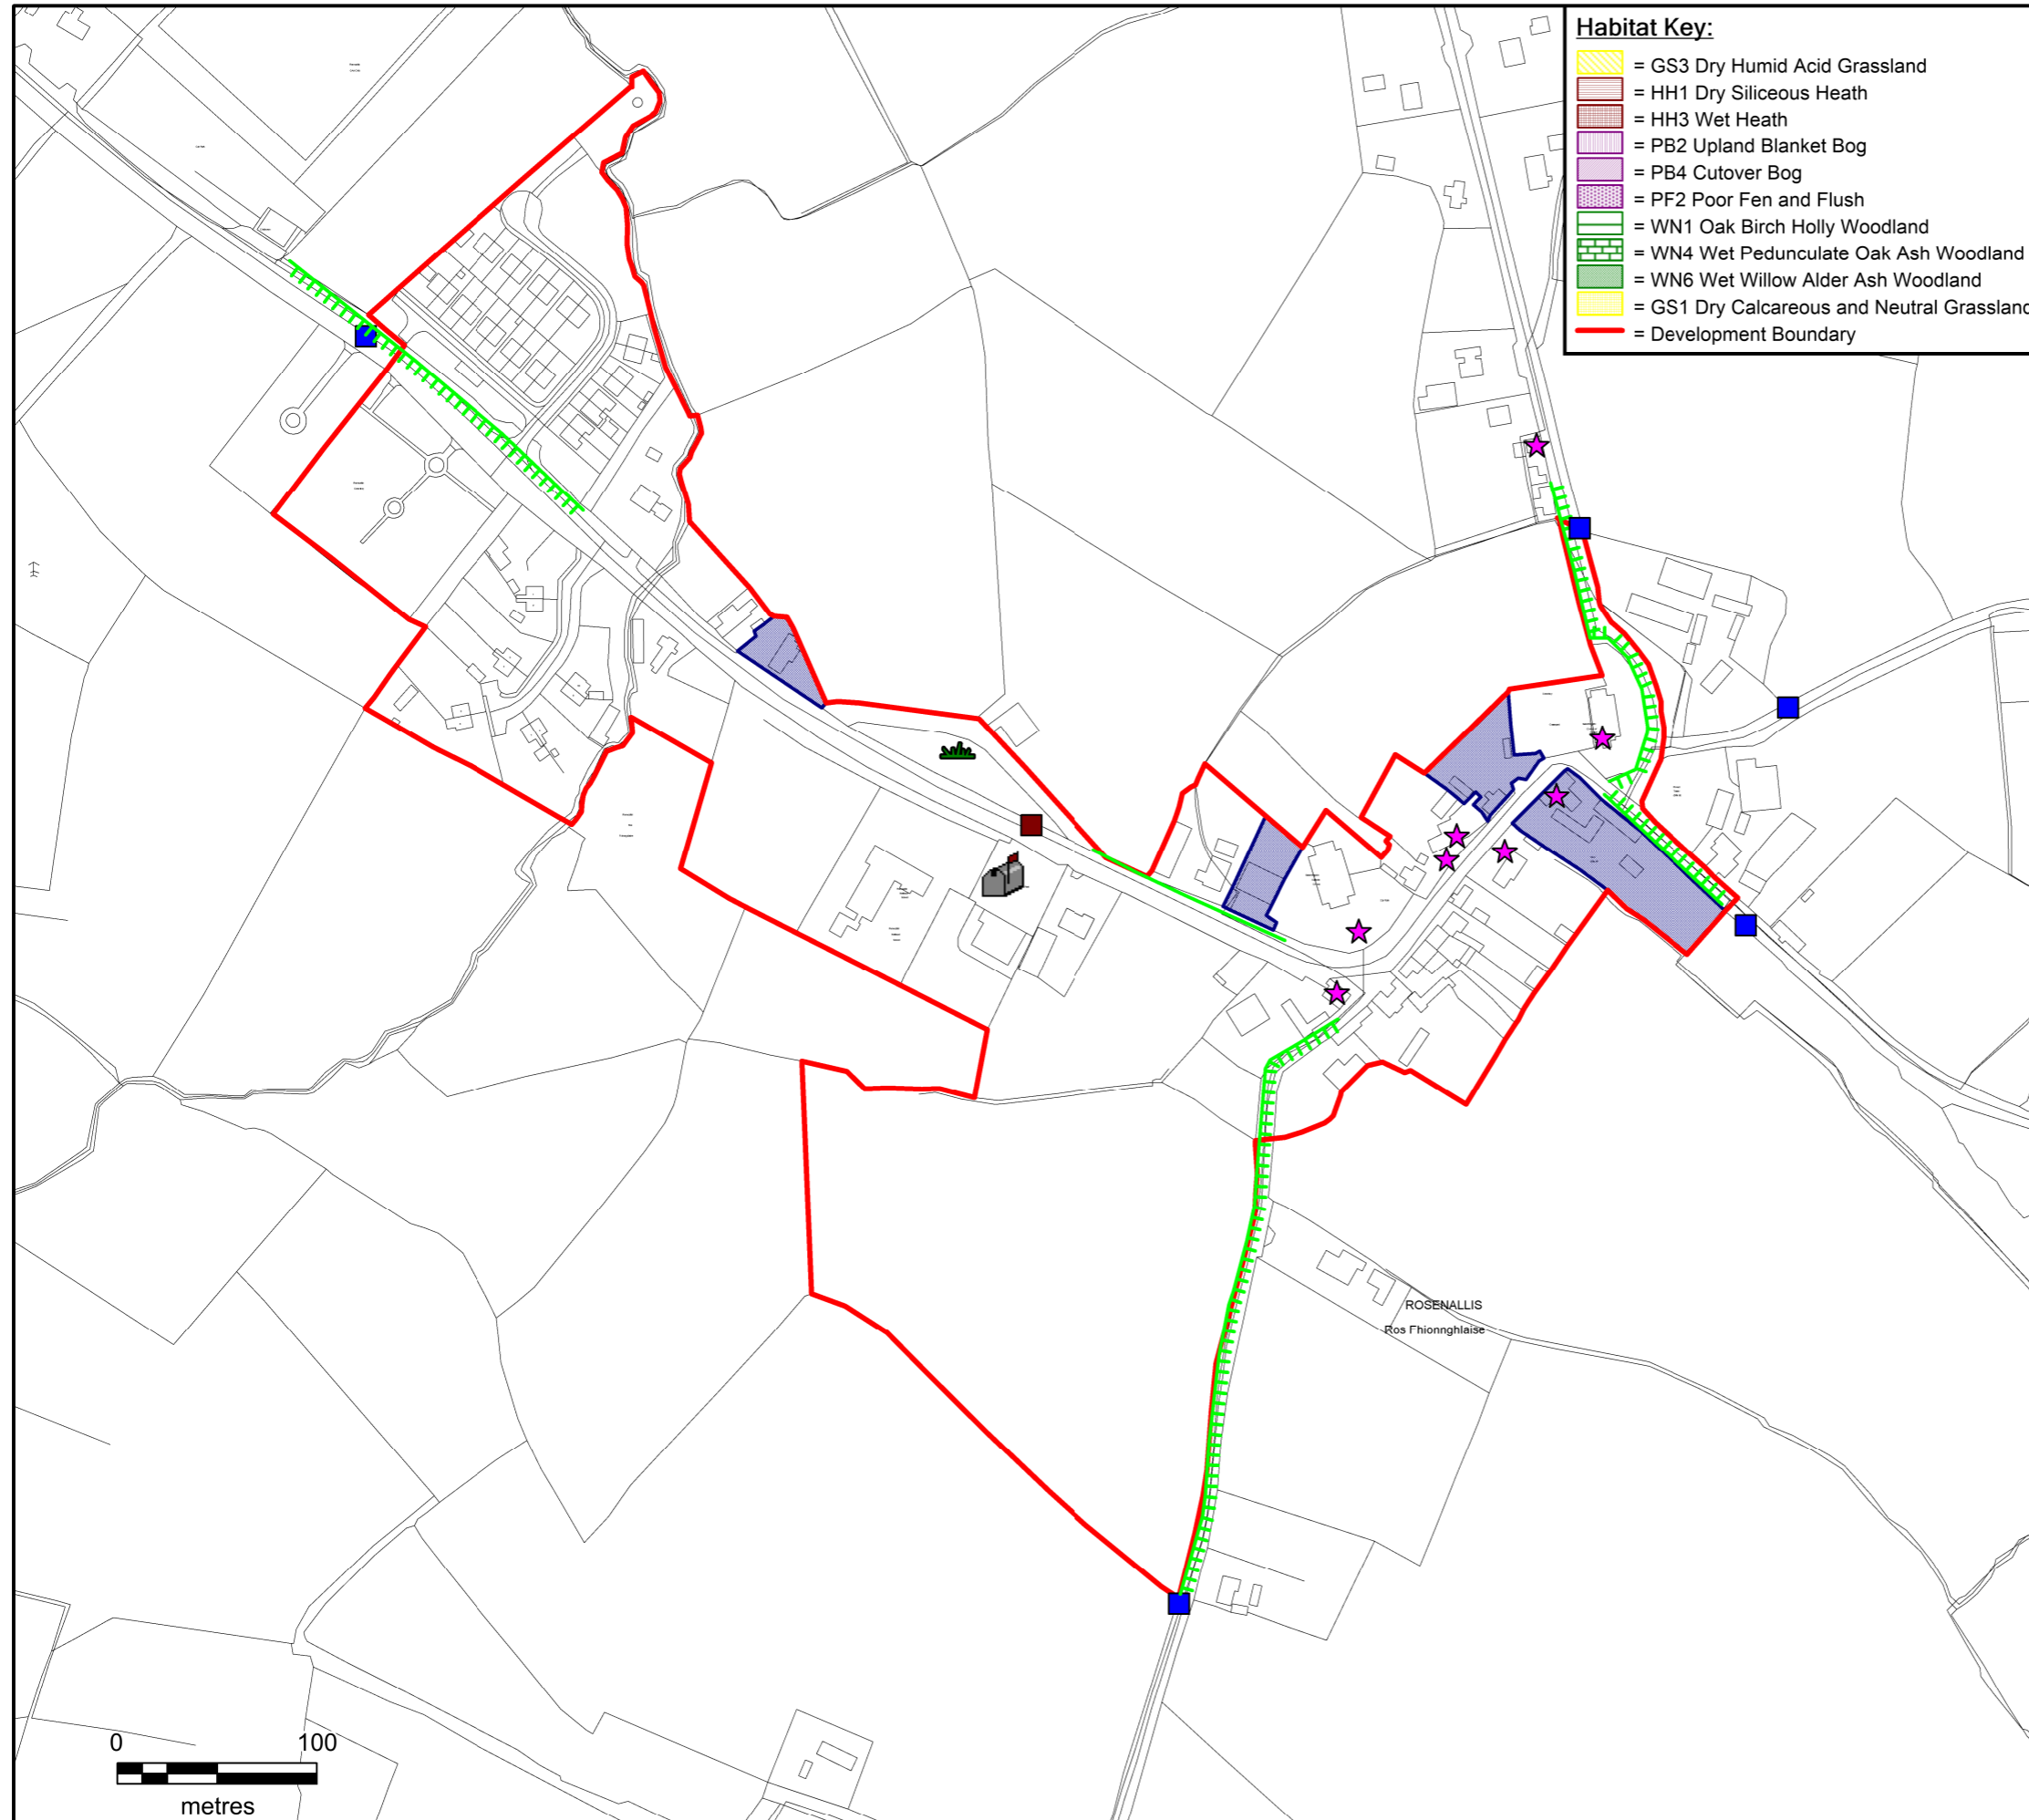 Habitat Key:
= GS3 Dry Humid Acid Grassland
= HH1 Dry Siliceous Heath
= HH3 Wet Heath
= PB2 Upland Blanket Bog
= PB4 Cutover Bog
= PF2 Poor Fen and Flush
= WN1 Oak Birch Holly Woodland
= WN4 Wet Pedunculate Oak Ash Woodland
= WN6 Wet Willow Alder Ash Woodland
= GS1 Dry Calcareous and Neutral Grassland
= Development Boundary
ROSENALLIS
Ros Fhionnghlaise
0 100
metres